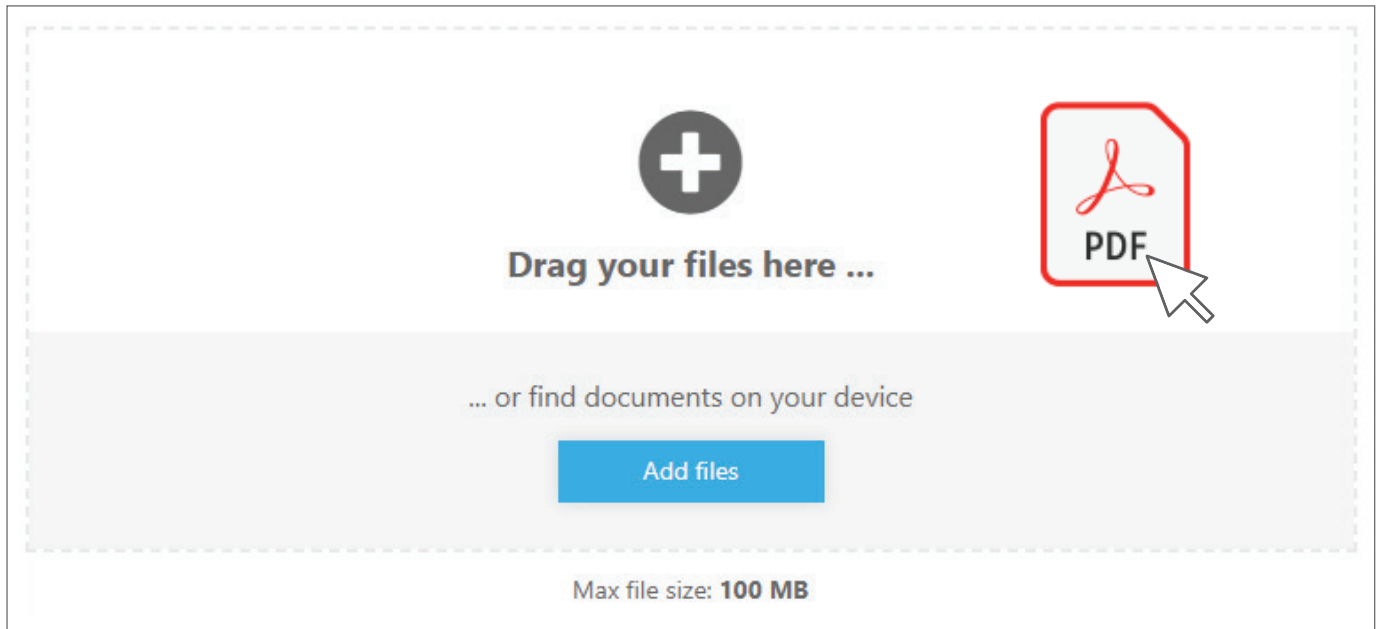 Drag your files here ...
PDF
... or find documents on your device
Add files
Max file size: 100 MB